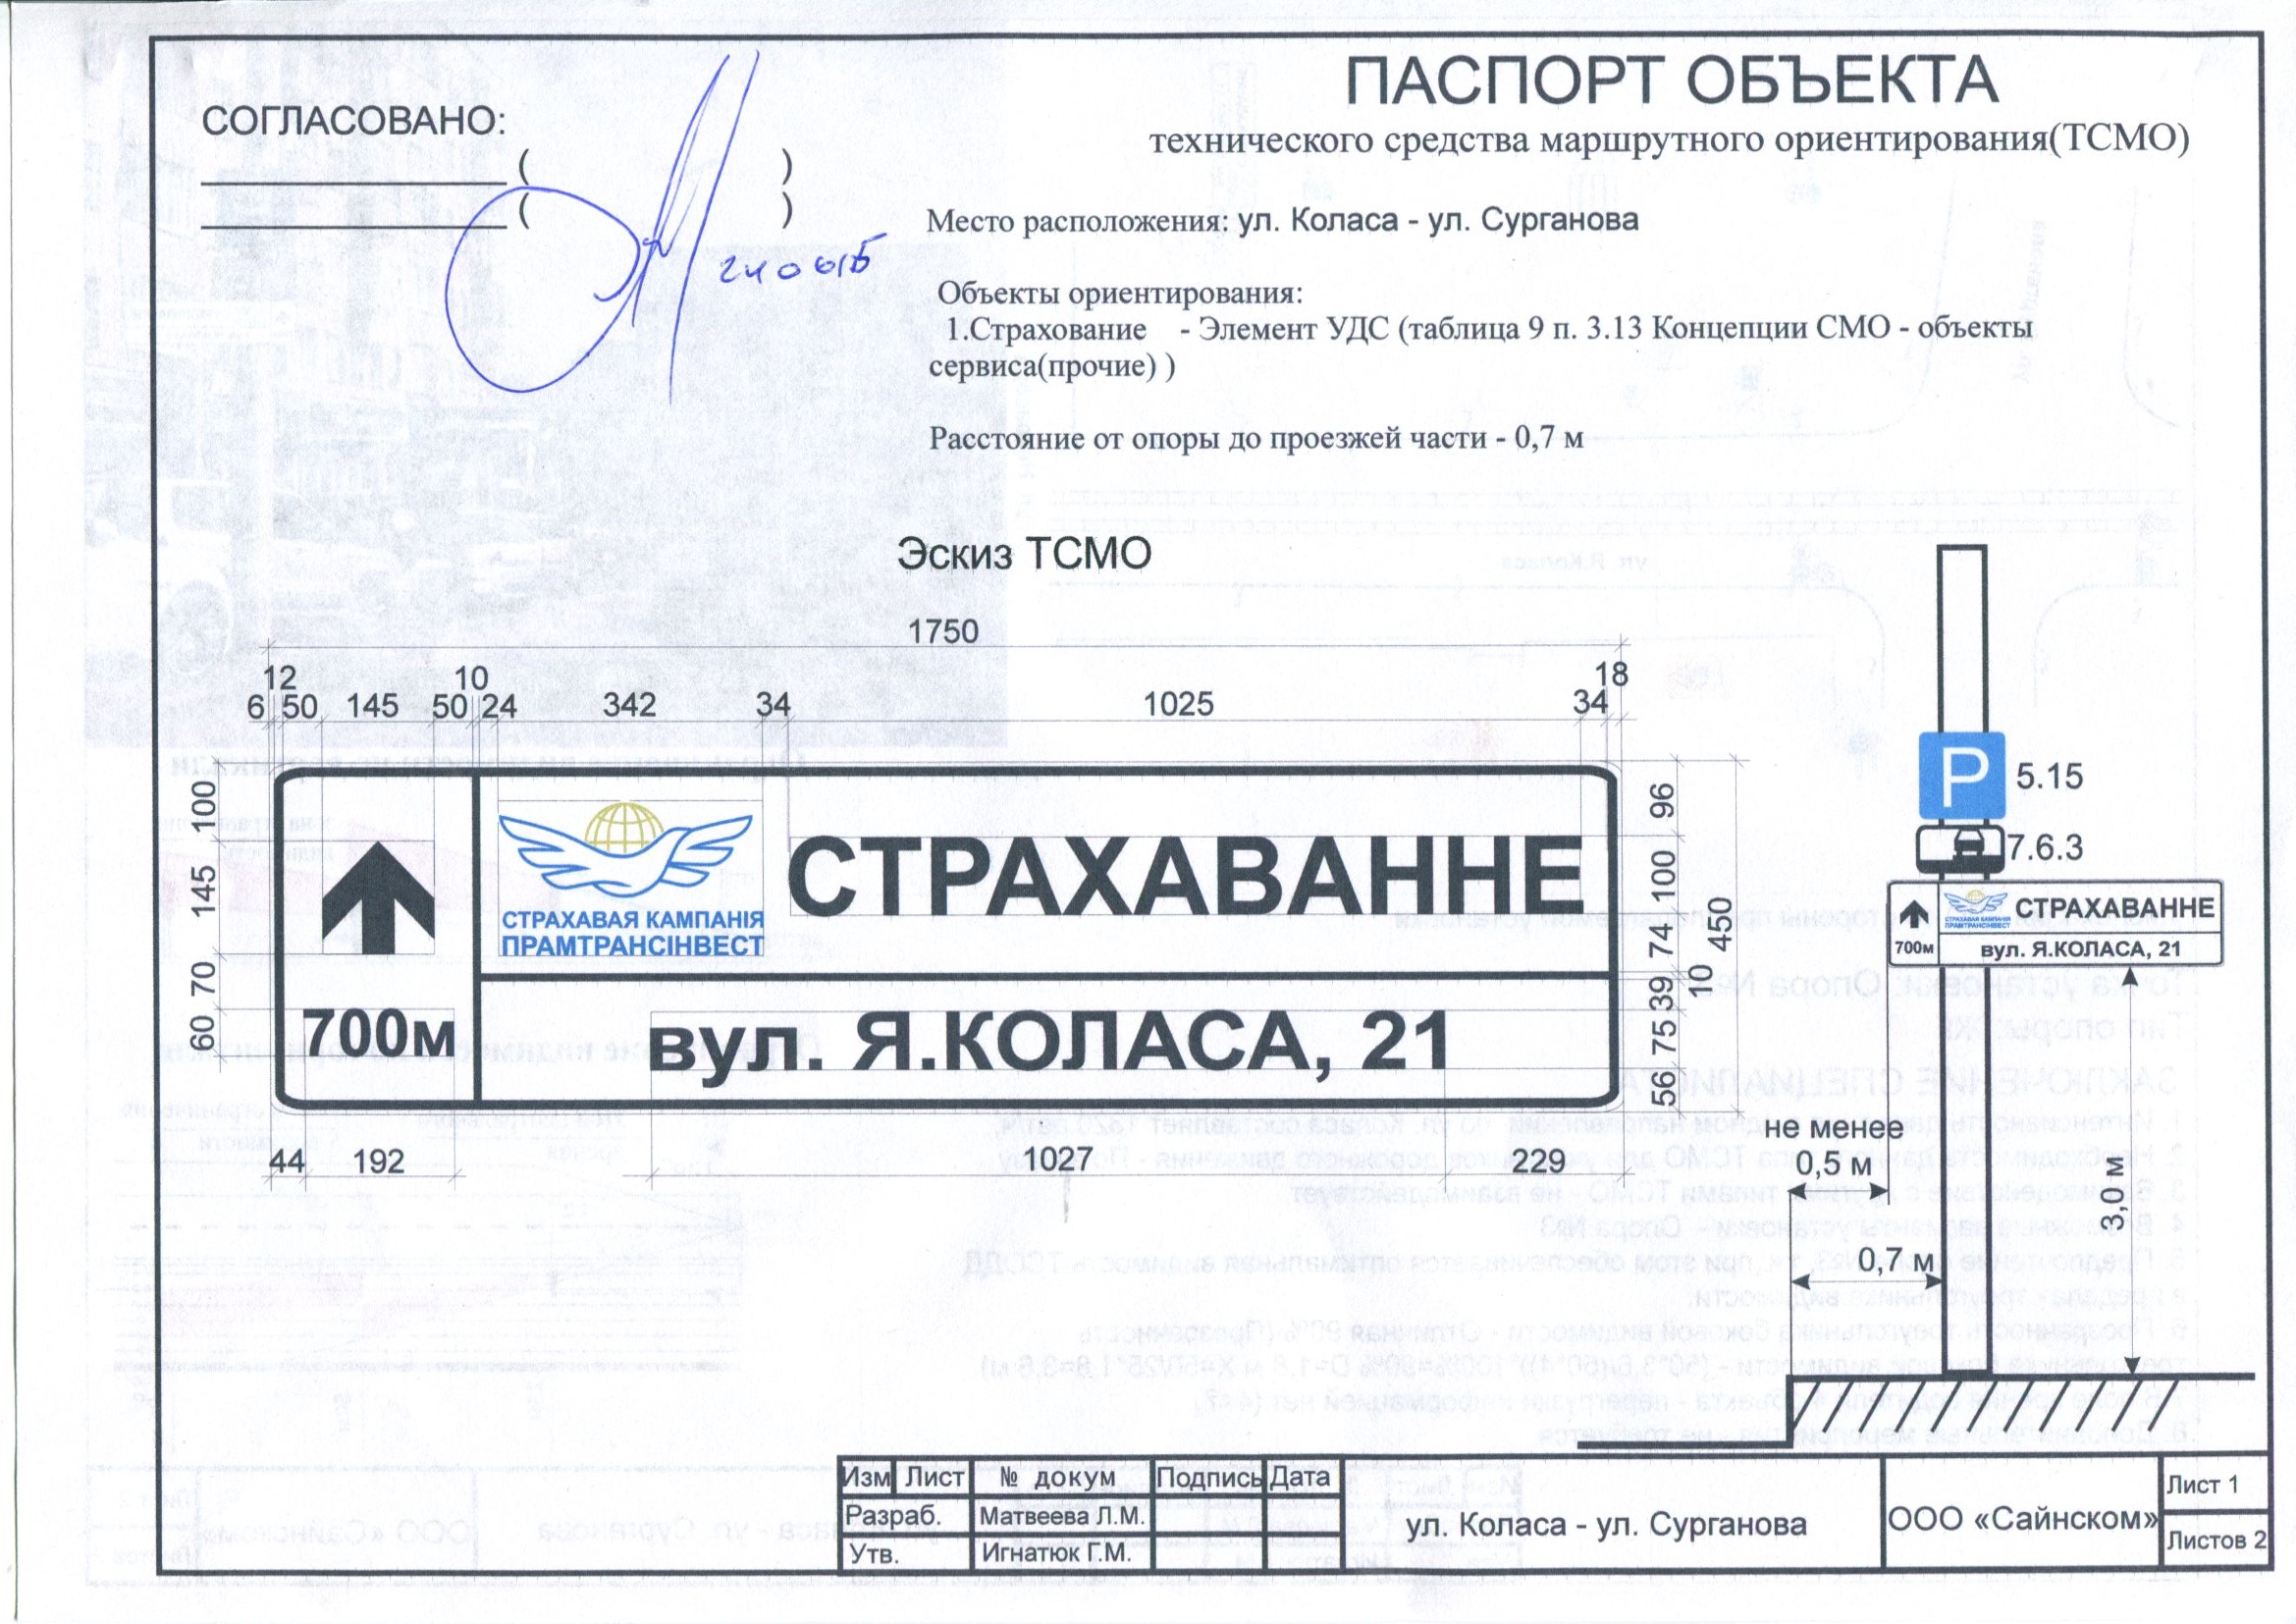 ПАСПОРТ ОБЪЕКТА
технического средства маршрутного ориентирования(ТСМО)
СОГЛАСОВАНО:
( )
( )
Место расположения: ул. Коласа - ул. Сурганова
Объекты ориентирования:
1.Страхование - Элемент УДС (таблица 9 п. 3.13 Концепции СМО - объекты
сервиса(прочие) )
Расстояние от опоры до проезжей части - 0,7 м
Эскиз ТСМО
1750
12 10 18
6 50 145 50 24 342 34 1025 34
100 145 70 60
96 100 74 10 39 75 56
450
СТРАХАВАЯ КАМПАНІЯ
ПРАМТРАНСІНВЕСТ
СТРАХАВАННЕ
700м
вул. Я.КОЛАСА, 21
44 192 1027 229
P
5.15
7.6.3
СТРАХАВАЯ КАМПАНІЯ
ПРАМТРАНСІНВЕСТ
СТРАХАВАННЕ
700м
вул. Я.КОЛАСА, 21
не менее
0,5 м
0,7 м
3,0 м
Изм Лист № докум Подпись Дата
Разраб. Матвеева Л.М.
Утв. Игнатюк Г.М.
ул. Коласа - ул. Сурганова
ООО «Сайнском»
Лист 1
Листов 2